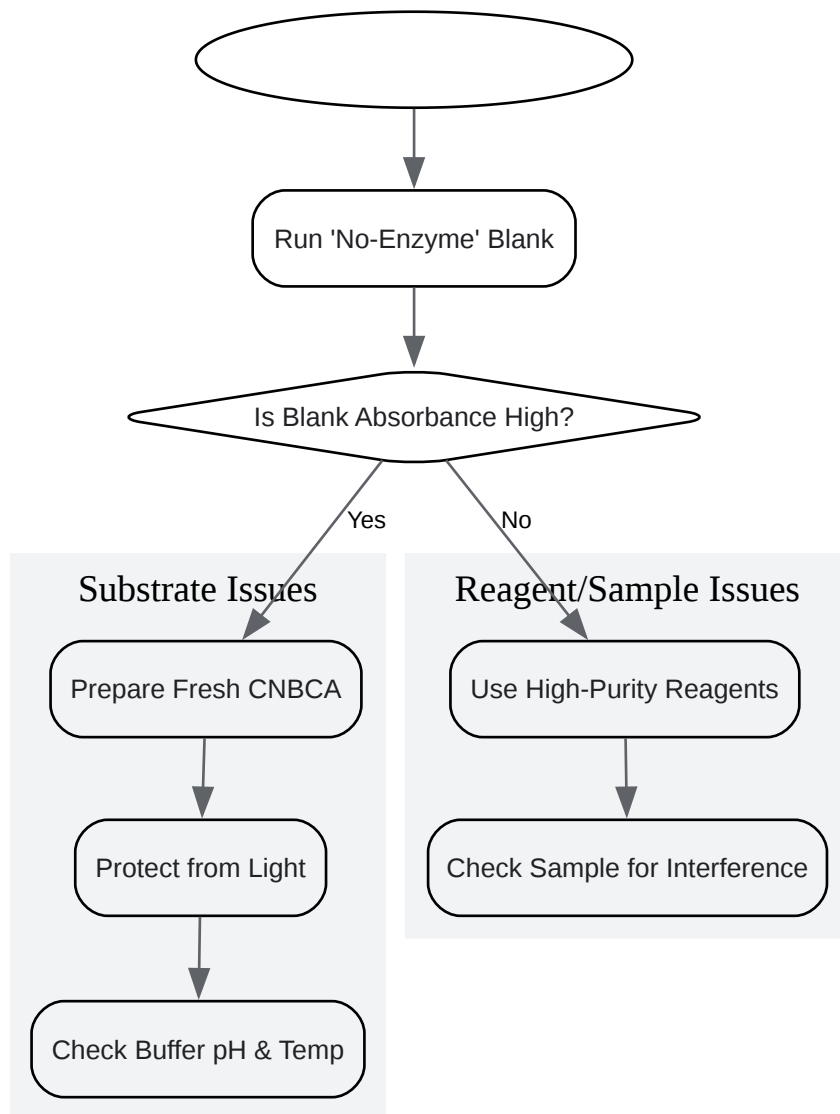 Run 'No-Enzyme' Blank
Is Blank Absorbance High?
Yes
No
Substrate Issues
Prepare Fresh CNBCA
Protect from Light
Check Buffer pH & Temp
Reagent/Sample Issues
Use High-Purity Reagents
Check Sample for Interference